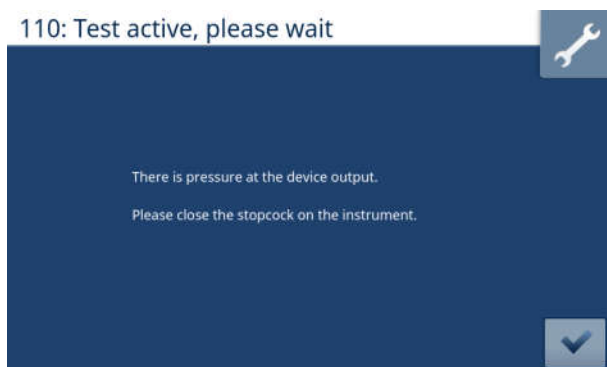 110: Test active, please wait
There is pressure at the device output.
Please close the stopcock on the instrument.